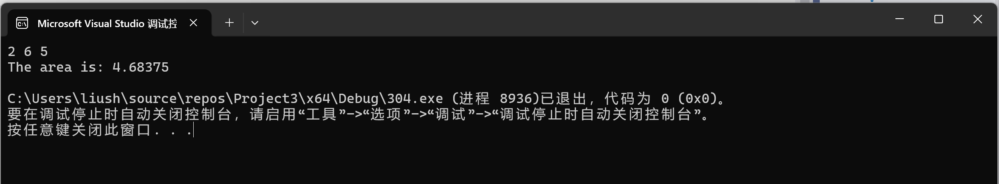 Microsoft Visual Studio 调试控
2 6 5
The area is: 4.68375
C:\Users\liush\source\repos\Project3\x64\Debug\304.exe (进程 8936)已退出，代码为 0 (0x0)。
要在调试停止时自动关闭控制台，请启用“工具”->“选项”->“调试”->“调试停止时自动关闭控制台”。
按任意键关闭此窗口. . .